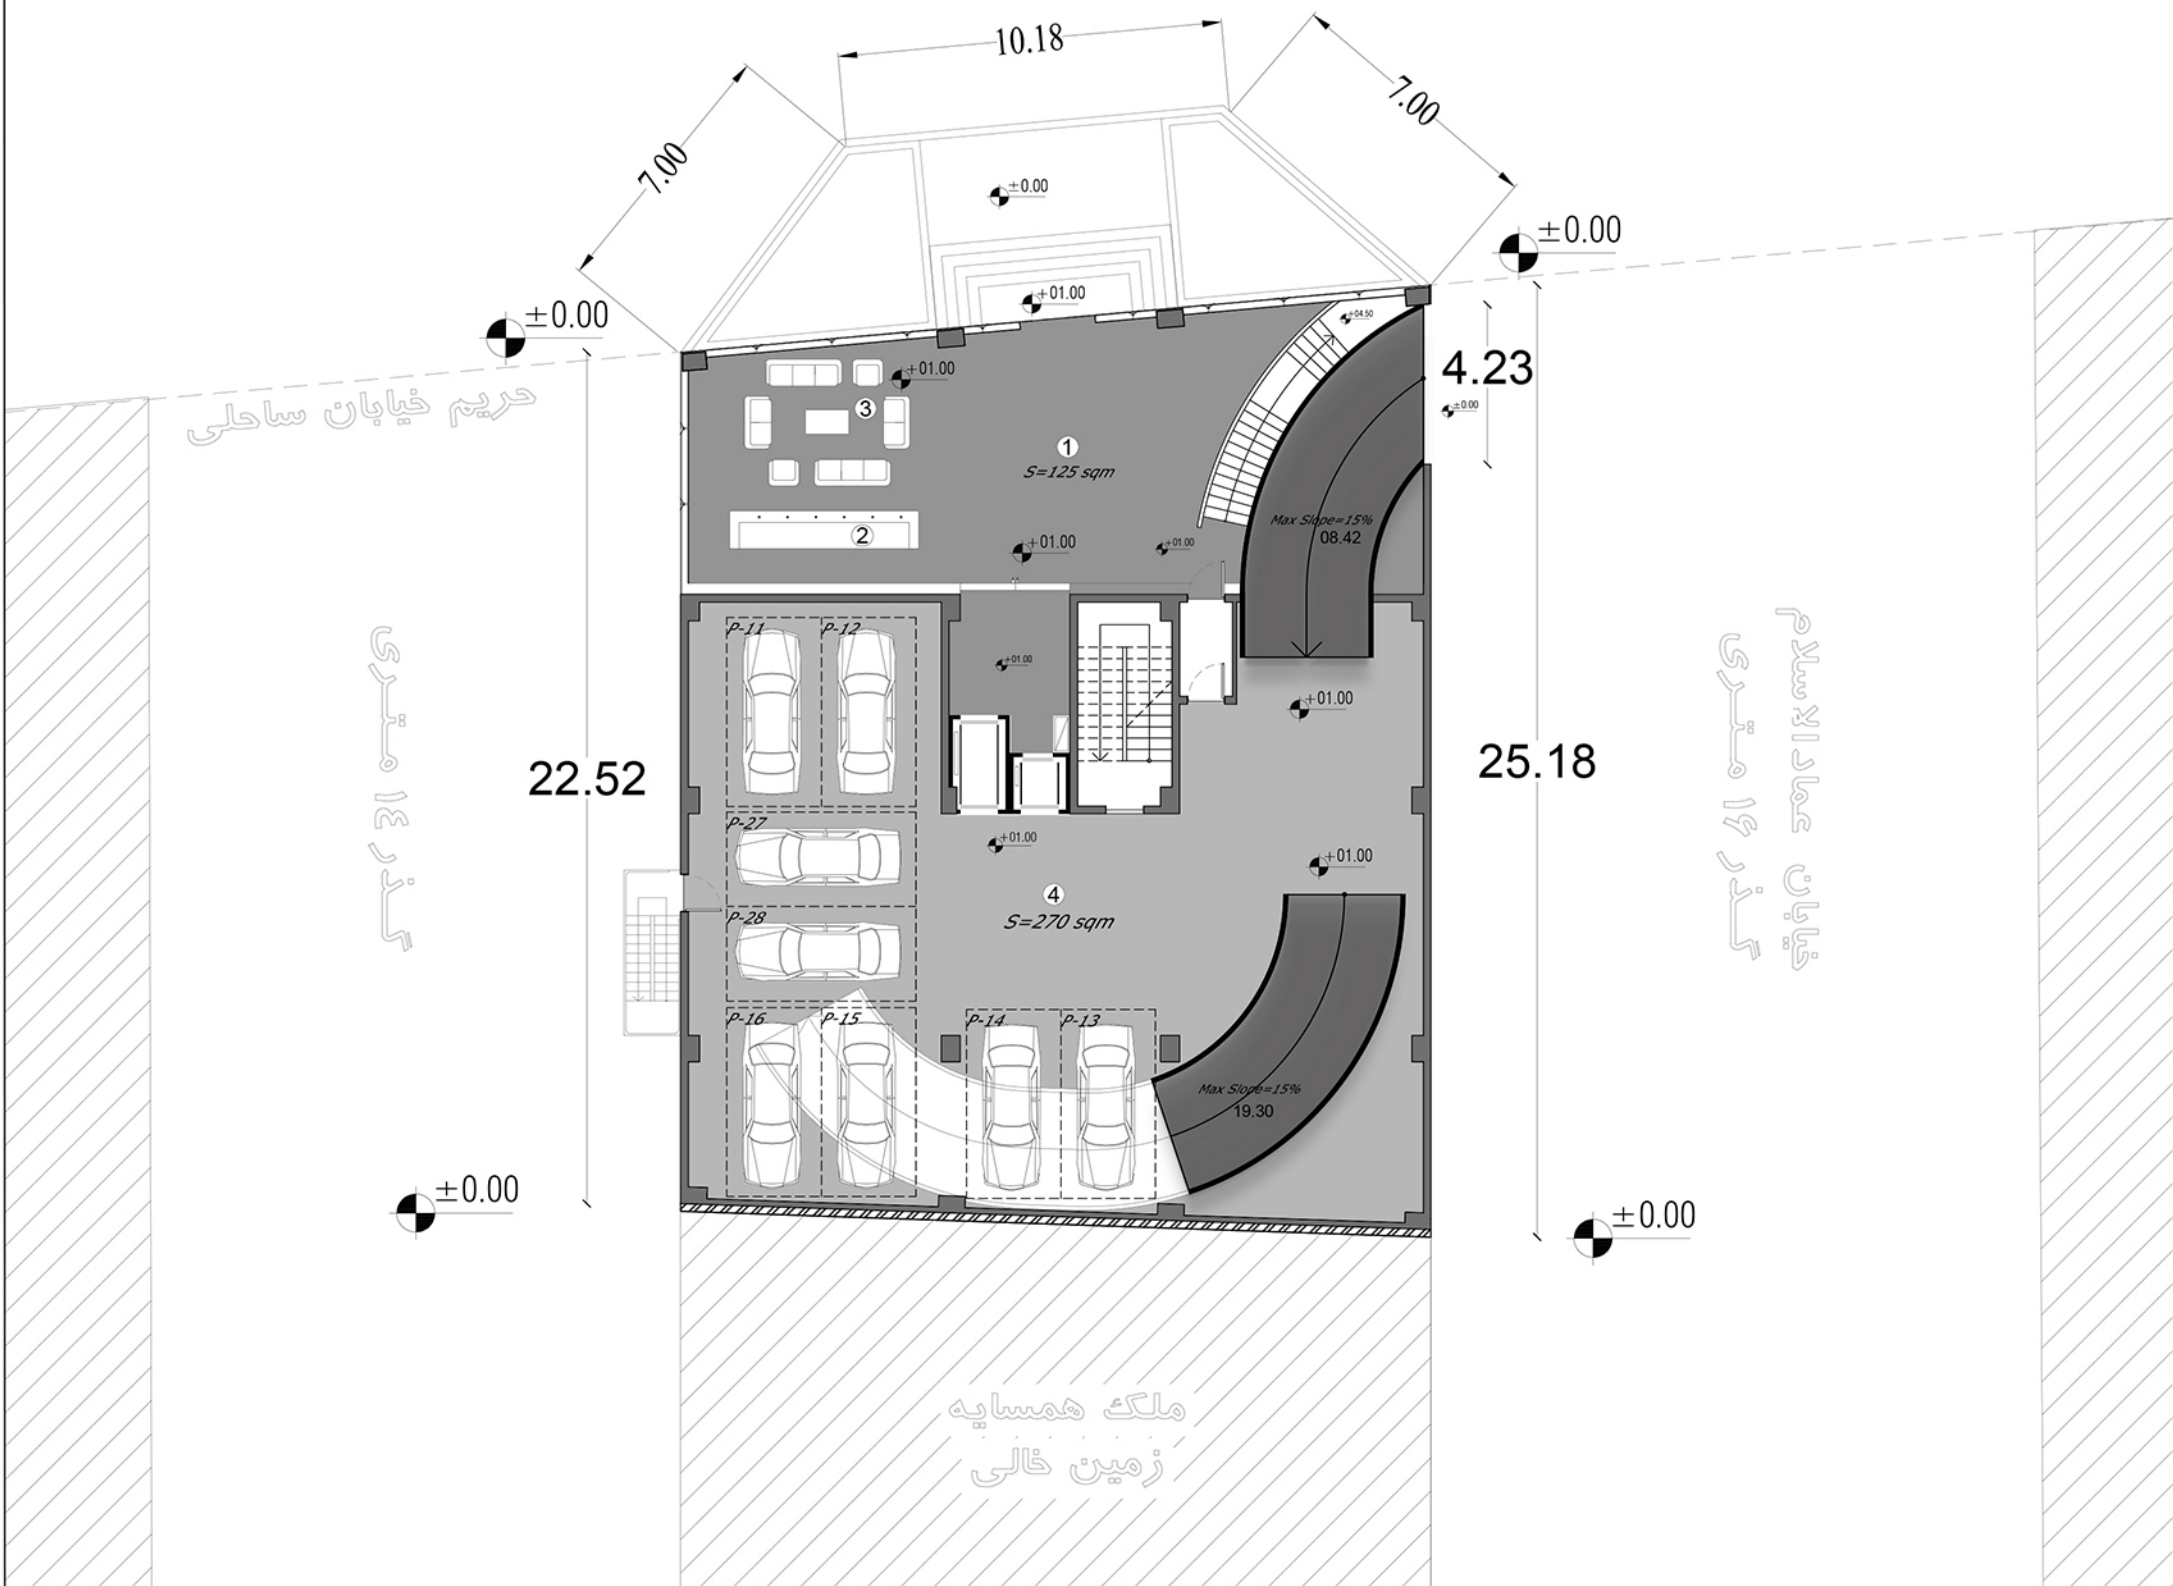 10.18
7.00
7.00
±0.00
±0.00
+01.00
±0.00
±0.00
+04.50
4.23
±0.00
حریم خیابان ساحلی
+01.00
3
1
S=125 sqm
2
Max Slope=15%
08.42
+01.00
+01.00
P-11
P-12
+01.00
+01.00
22.52
25.18
گذر ۱٤ متری
خیابان عمادالاسلام
گذر ۱۶ متری
P-27
+01.00
+01.00
4
S=270 sqm
P-28
P-16
P-15
P-14
P-13
Max Slope=15%
19.30
±0.00
±0.00
ملک همسایه
زمین خالی